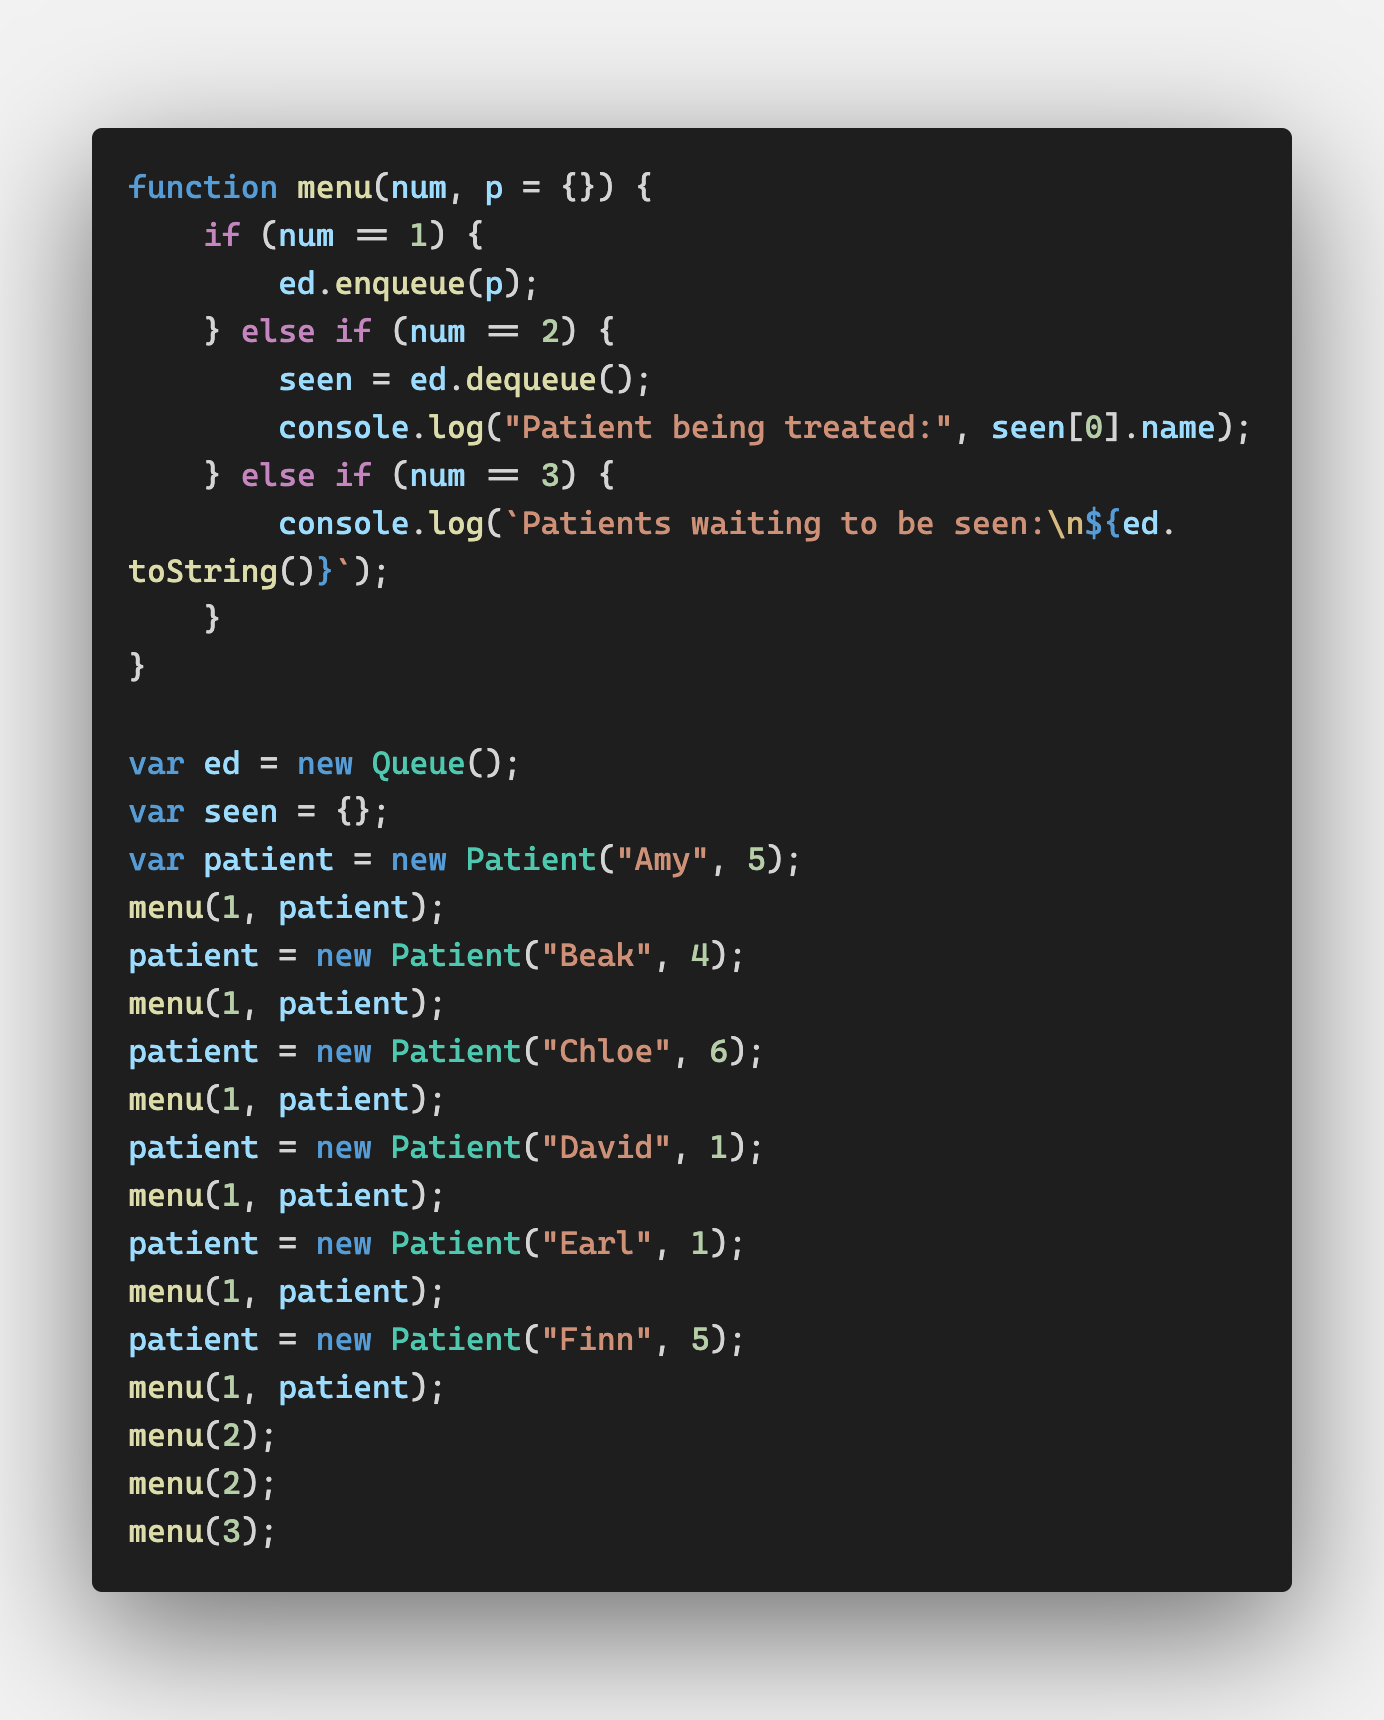 function menu(num, p = {}) {
    if (num == 1) {
        ed.enqueue(p);
    } else if (num == 2) {
        seen = ed.dequeue();
        console.log("Patient being treated:", seen[0].name);
    } else if (num == 3) {
        console.log(`Patients waiting to be seen:\n${ed.
toString()}`);
    }
}

var ed = new Queue();
var seen = {};
var patient = new Patient("Amy", 5);
menu(1, patient);
patient = new Patient("Beak", 4);
menu(1, patient);
patient = new Patient("Chloe", 6);
menu(1, patient);
patient = new Patient("David", 1);
menu(1, patient);
patient = new Patient("Earl", 1);
menu(1, patient);
patient = new Patient("Finn", 5);
menu(1, patient);
menu(2);
menu(2);
menu(3);